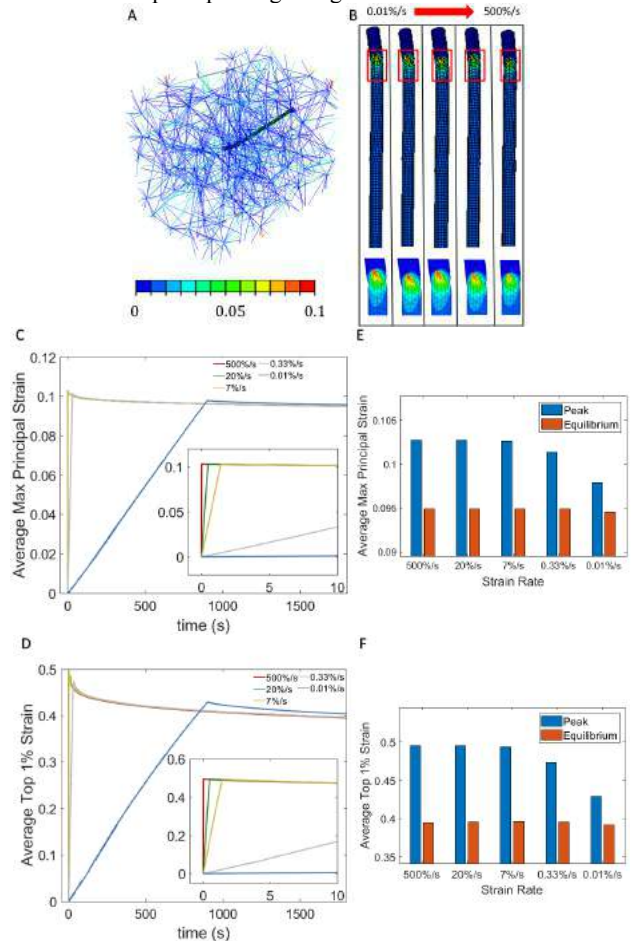 A
B
0.01%/s
500%/s
0
0.05
0.1
C
0.12
0.1
0.08
0.06
0.04
0.02
0
Average Max Principal Strain
500%/s 0.33%/s
20%/s 0.01%/s
7%/s
0.1
0.05
0
0 5 10
0 500 1000 1500
time (s)
E
0.105
0.1
0.095
0.09
Average Max Principal Strain
Peak
Equilibrium
500%/s 20%/s 7%/s 0.33%/s 0.01%/s
Strain Rate
D
0.5
0.4
0.3
0.2
0.1
0
Average Top 1% Strain
500%/s 0.33%/s
20%/s 0.01%/s
7%/s
0.6
0.4
0.2
0
0 5 10
0 500 1000 1500
time (s)
F
0.5
0.45
0.4
0.35
Average Top 1% Strain
Peak
Equilibrium
500%/s 20%/s 7%/s 0.33%/s 0.01%/s
Strain Rate